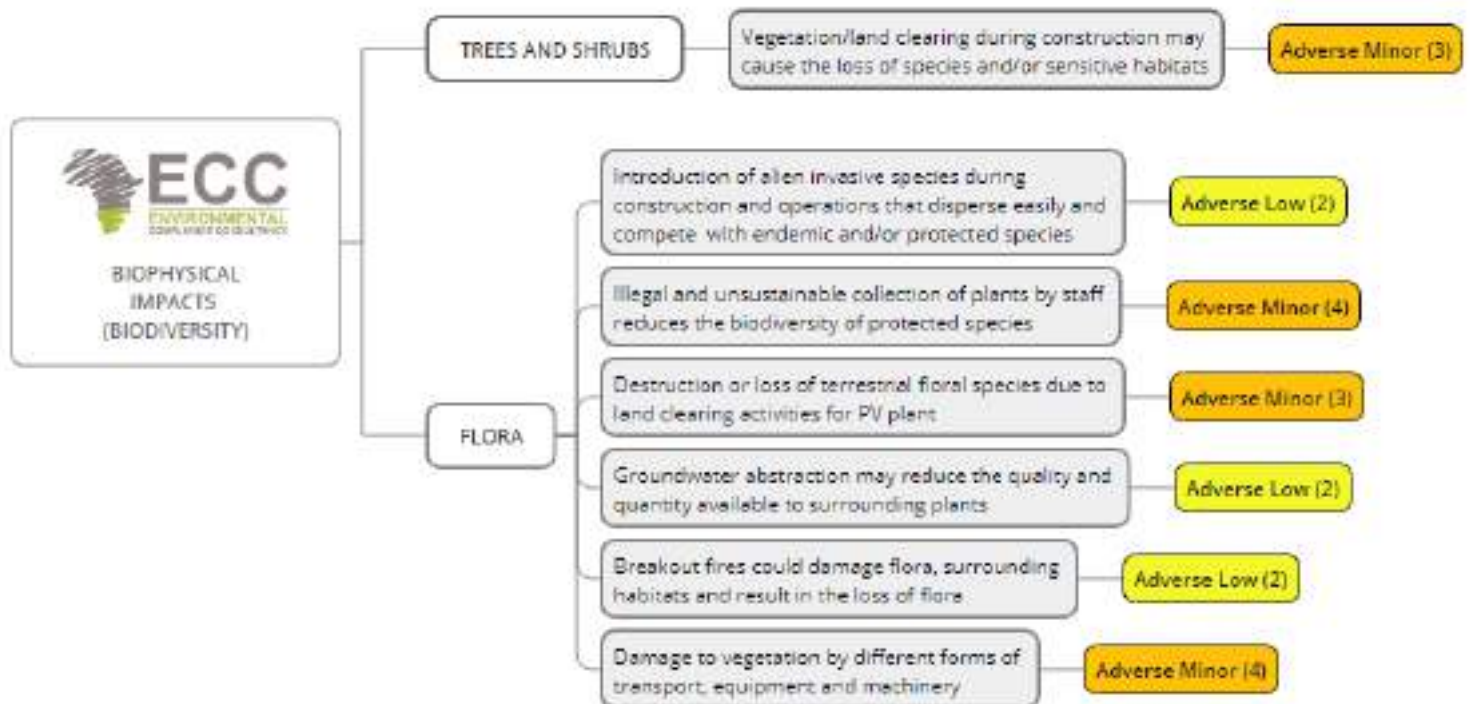 TREES AND SHRUBS
Vegetation/land clearing during construction may
cause the loss of species and/or sensitive habitats
Adverse Minor (3)
ECC
ENVIRONMENTAL
COMPLIANCE CONSULTANCY
BIOPHYSICAL
IMPACTS
(BIODIVERSITY)
Introduction of alien invasive species during
construction and operations that disperse easily and
compete with endemic and/or protected species
Adverse Low (2)
Illegal and unsustainable collection of plants by staff
reduces the biodiversity of protected species
Adverse Minor (4)
Destruction or loss of terrestrial floral species due to
land clearing activities for PV plant
Adverse Minor (3)
FLORA
Groundwater abstraction may reduce the quality and
quantity available to surrounding plants
Adverse Low (2)
Breakout fires could damage flora, surrounding
habitats and result in the loss of flora
Adverse Low (2)
Damage to vegetation by different forms of
transport, equipment and machinery
Adverse Minor (4)